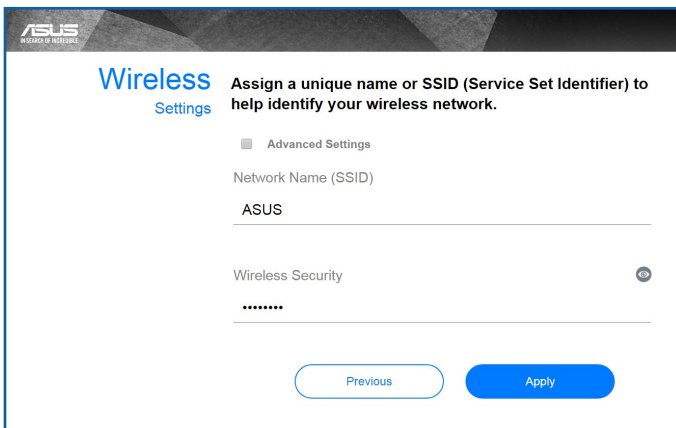 ASUS
IN SEARCH OF INCREDIBLE
Wireless
Settings
Assign a unique name or SSID (Service Set Identifier) to
help identify your wireless network.
Advanced Settings
Network Name (SSID)
ASUS
Wireless Security
••••••••
Previous
Apply